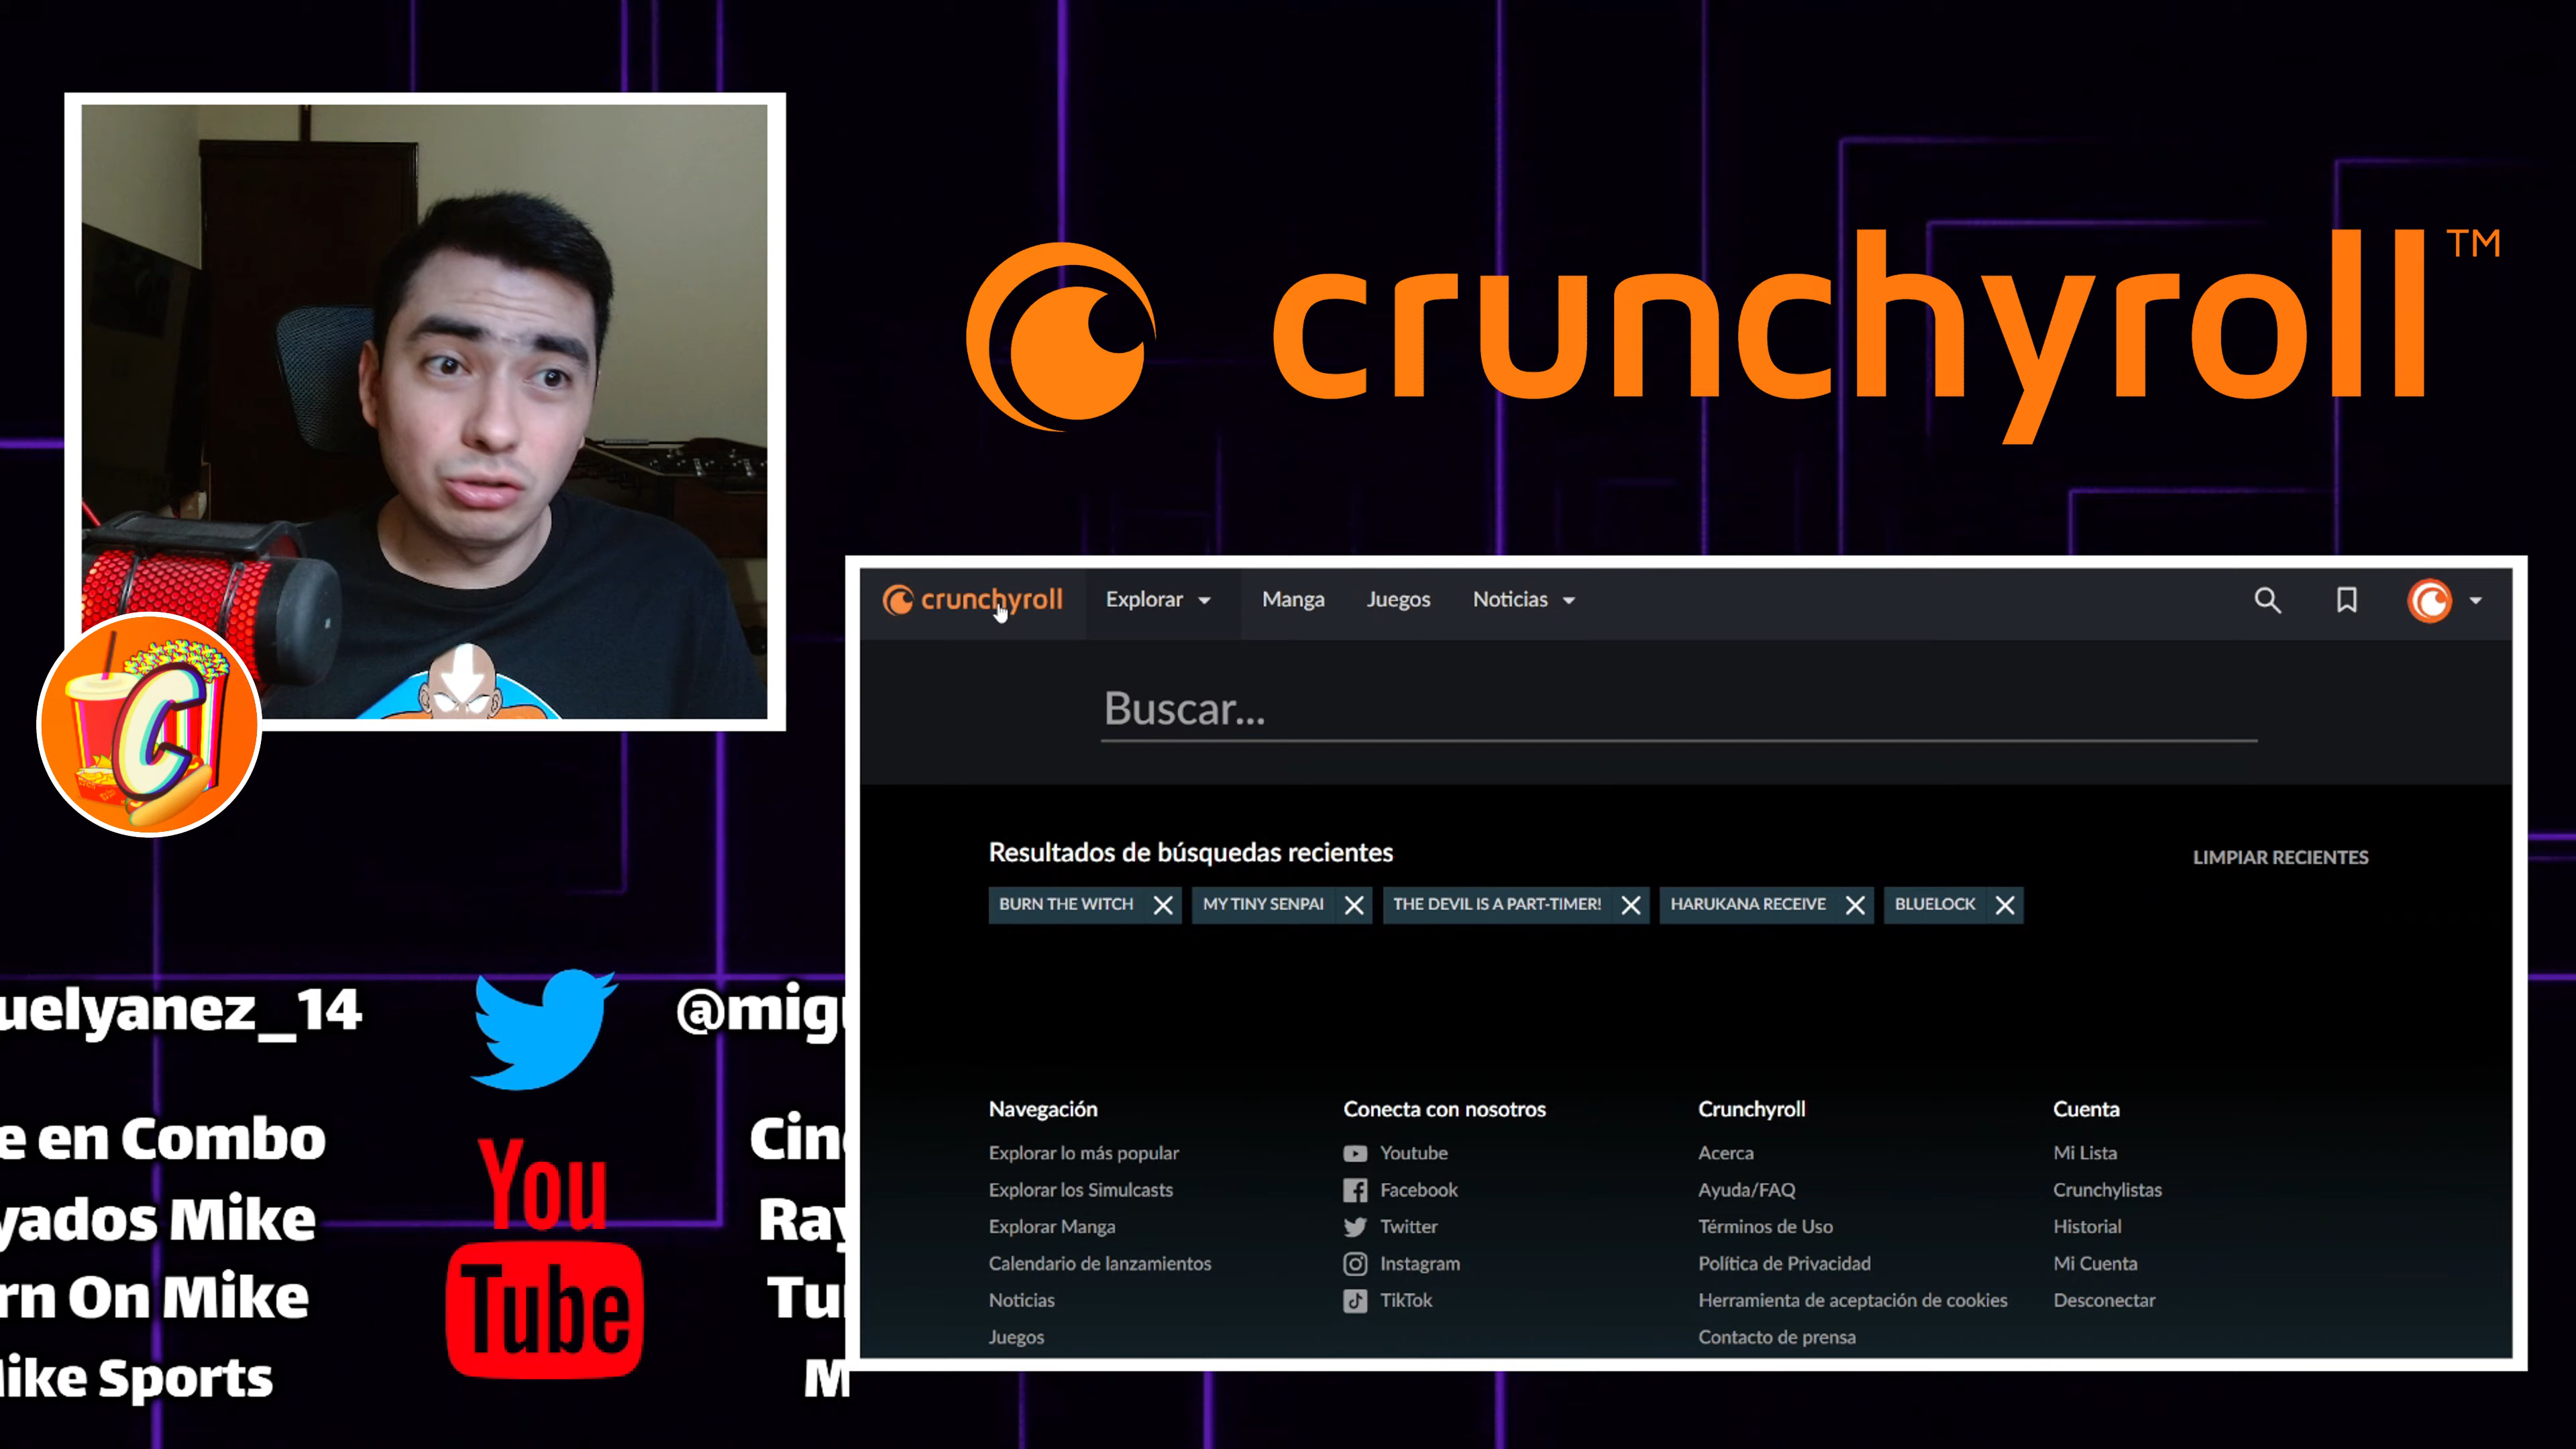 crunchyroll™
crunchyroll Explorar Manga Juegos Noticias
Buscar...
Resultados de búsquedas recientes
LIMPIAR RECIENTES
BURN THE WITCH
MY TINY SENPAI
THE DEVIL IS A PART-TIMER!
HARUKANA RECEIVE
BLUELOCK
Navegación
Explorar lo más popular
Explorar los Simulcasts
Explorar Manga
Calendario de lanzamientos
Noticias
Juegos
Conecta con nosotros
Youtube
Facebook
Twitter
Instagram
TikTok
Crunchyroll
Acerca
Ayuda/FAQ
Términos de Uso
Política de Privacidad
Herramienta de aceptación de cookies
Contacto de prensa
Cuenta
Mi Lista
Crunchylistas
Historial
Mi Cuenta
Desconectar
C
uelyanez_14
@migu
e en Combo
yados Mike
rn On Mike
ike Sports
You
Tube
Cin
Ray
Tu
M